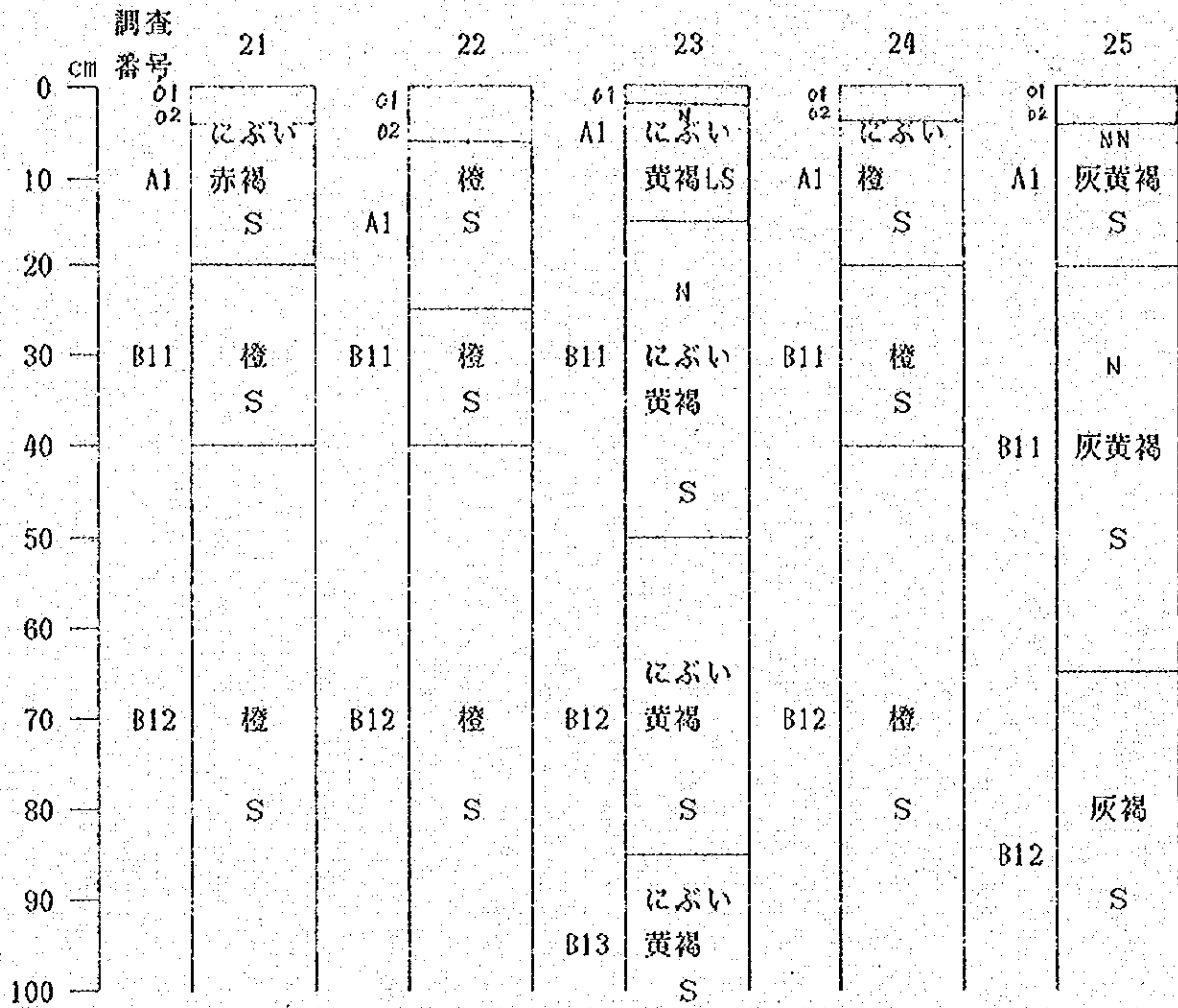 調査
番号
cm
21 22 23 24 25
0
10
20
30
40
50
60
70
80
90
100
01
02
にぶい
A1 赤褐
S
B11 橙
S
B12 橙
S
01
02
橙
A1 S
B11 橙
S
B12 橙
S
01
N
A1 にぶい
黄褐LS
N
B11 にぶい
黄褐
S
にぶい
B12 黄褐
S
にぶい
B13 黄褐
S
01
02
にぶい
A1 橙
S
B11 橙
S
B12 橙
S
01
02
NN
A1 灰黄褐
S
N
B11 灰黄褐
S
灰褐
B12
S